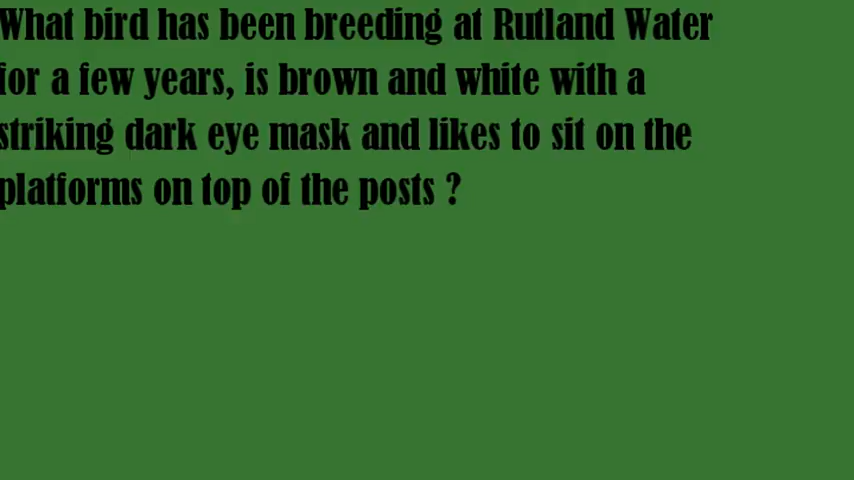 What bird has been breeding at Rutland Water
for a few years, is brown and white with a
striking dark eye mask and likes to sit on the
platforms on top of the posts ?